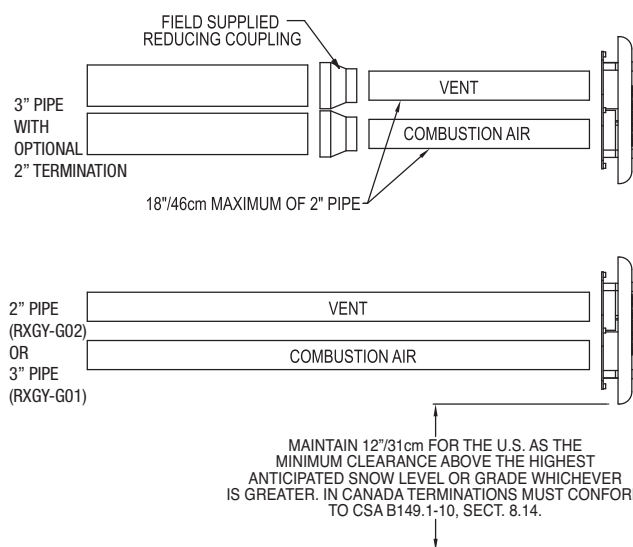 FIELD SUPPLIED
REDUCING COUPLING
VENT
3” PIPE
WITH
OPTIONAL
2” TERMINATION
COMBUSTION AIR
18"/46cm MAXIMUM OF 2" PIPE
2” PIPE
(RXGY-G02)
OR
3” PIPE
(RXGY-G01)
VENT
COMBUSTION AIR
MAINTAIN 12”/31cm FOR THE U.S. AS THE
MINIMUM CLEARANCE ABOVE THE HIGHEST
ANTICIPATED SNOW LEVEL OR GRADE WHICHEVER
IS GREATER. IN CANADA TERMINATIONS MUST CONFOR
TO CSA B149.1-10, SECT. 8.14.